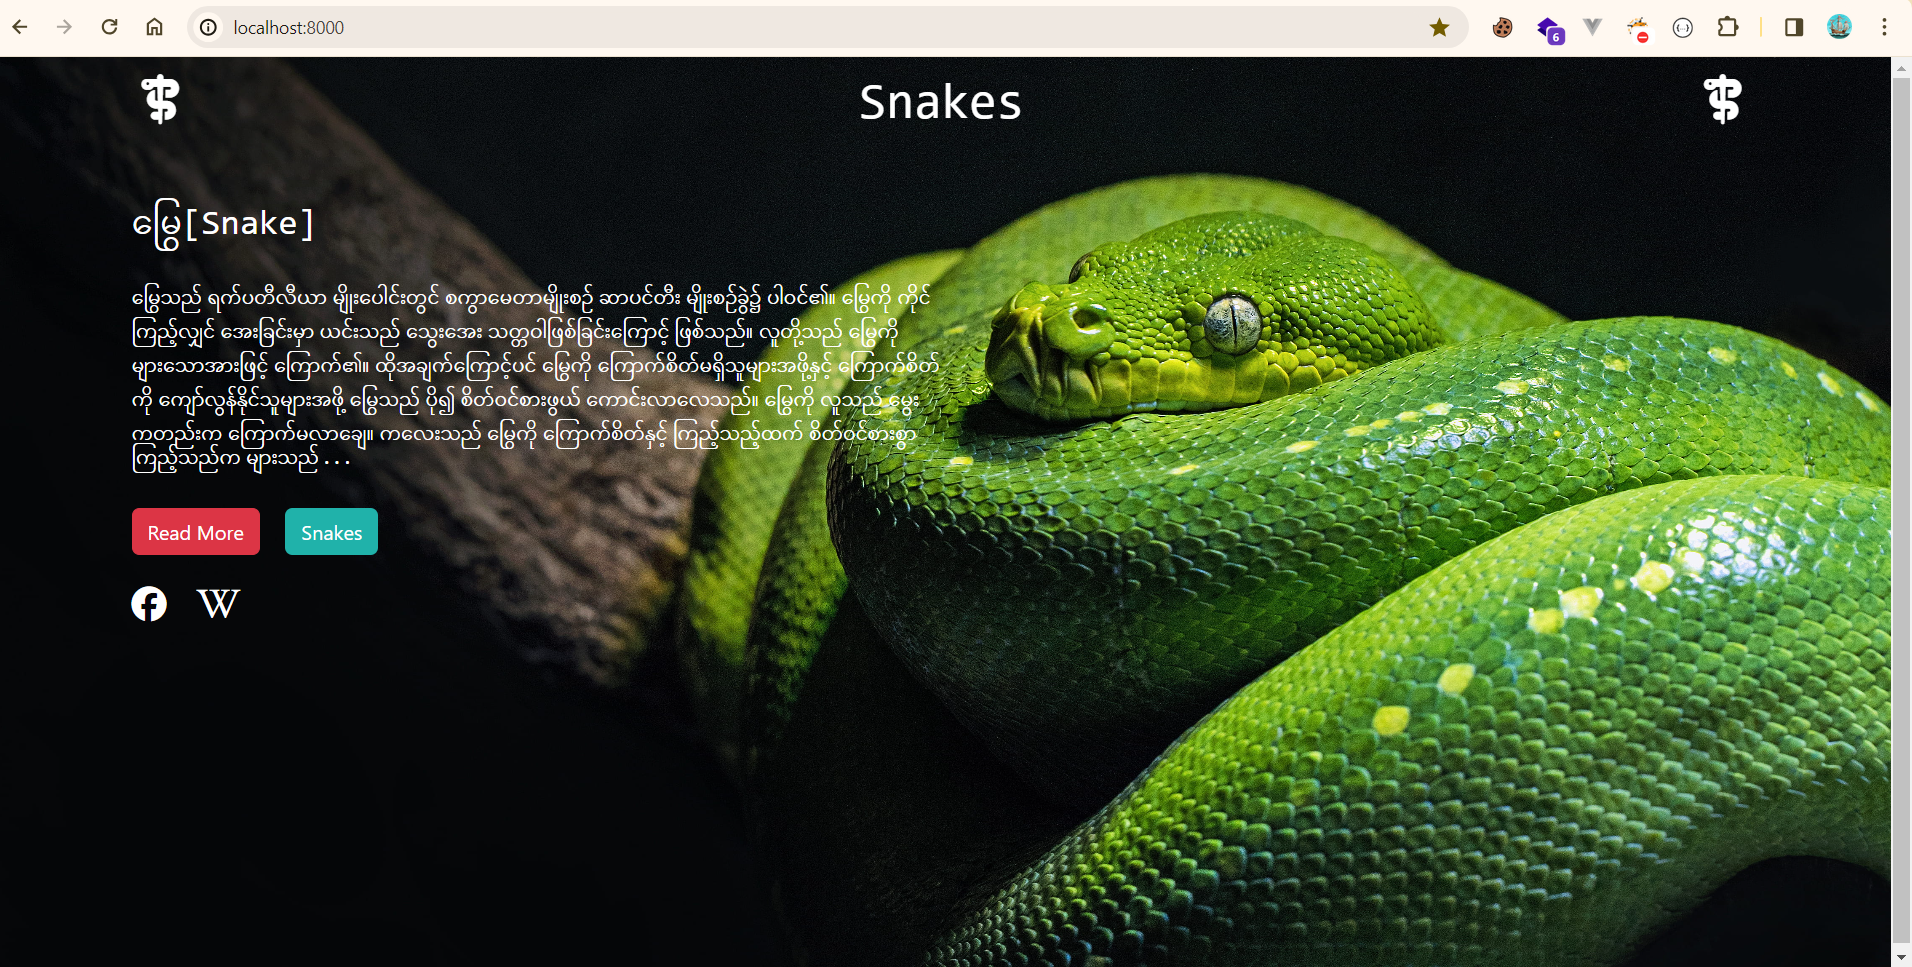 localhost:8000
6
Snakes
မြွေ[Snake]
မြွေသည် ရက်ပတီလီယာ မျိုးပေါင်းတွင် စကွာမေတာမျိုးစဉ် ဆာပင်တီး မျိုးစဉ်ခွဲ၌ ပါဝင်၏။ မြွေကို ကိုင်
ကြည့်လျှင် အေးခြင်းမှာ ယင်းသည် သွေးအေး သတ္တဝါဖြစ်ခြင်းကြောင့် ဖြစ်သည်။ လူတို့သည် မြွေကို
များသောအားဖြင့် ကြောက်၏။ ထိုအချက်ကြောင့်ပင် မြွေကို ကြောက်စိတ်မရှိသူများအဖို့နှင့် ကြောက်စိတ်
ကို ကျော်လွန်နိုင်သူများအဖို့ မြွေသည် ပို၍ စိတ်ဝင်စားဖွယ် ကောင်းလာလေသည်။ မြွေကို လူသည် မွေး
ကတည်းက ကြောက်မလာချေ။ ကလေးသည် မြွေကို ကြောက်စိတ်နှင့် ကြည့်သည့်ထက် စိတ်ဝင်စားစွာ
ကြည့်သည်က များသည် . . .
Read More Snakes
W